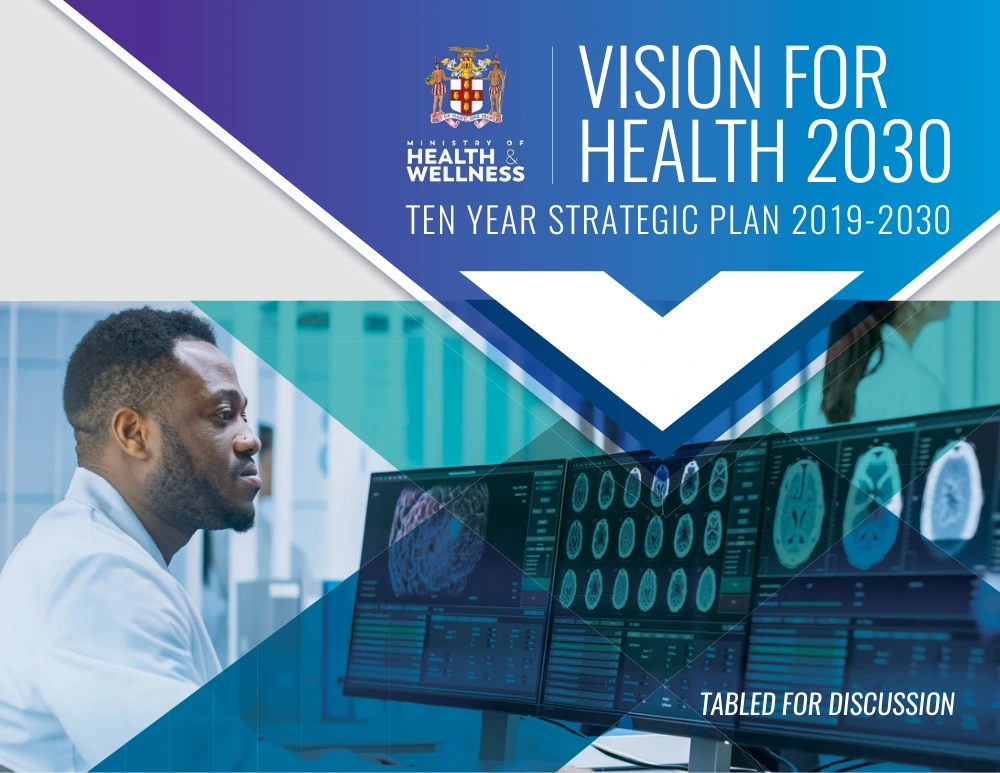 MINISTRY OF
HEALTH &
WELLNESS
VISION FOR
HEALTH 2030
TEN YEAR STRATEGIC PLAN 2019-2030
TABLED FOR DISCUSSION